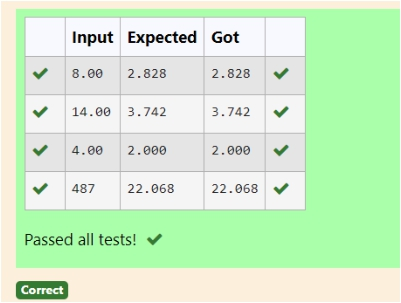 Input Expected Got
8.00 2.828 2.828
14.00 3.742 3.742
4.00 2.000 2.000
487 22.068 22.068
Passed all tests!
Correct